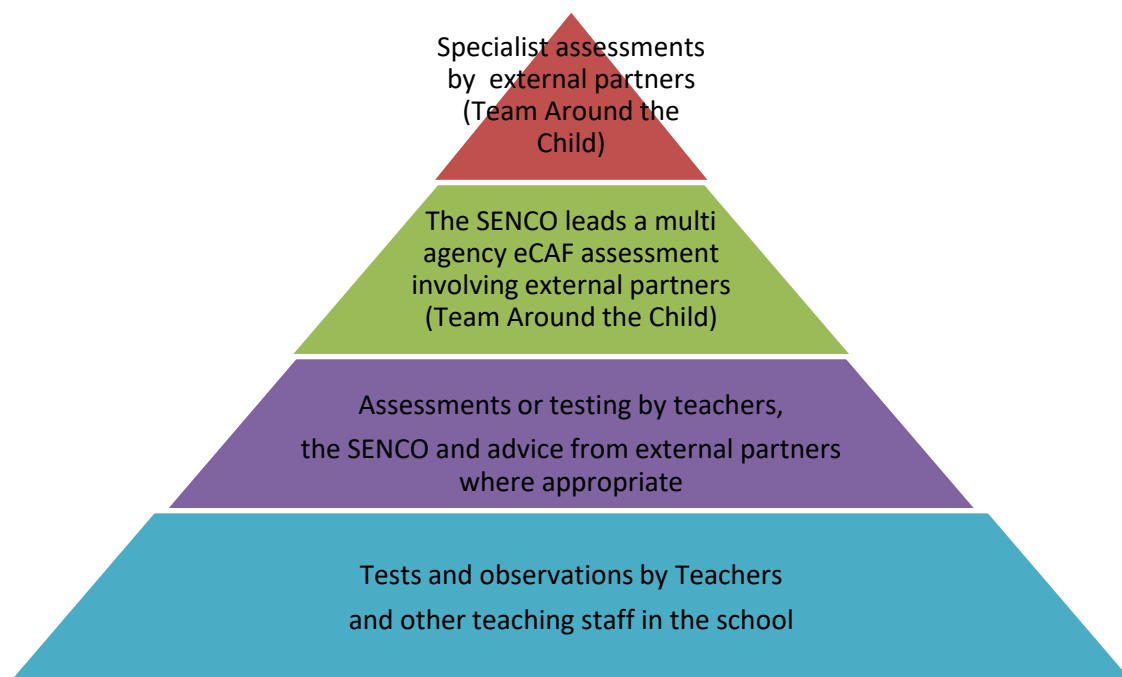 Specialist assessments
by  external partners
(Team Around the
Child)
The SENCO leads a multi
agency eCAF assessment
involving external partners
(Team Around the Child)
Assessments or testing by teachers,
the SENCO and advice from external partners
where appropriate
Tests and observations by Teachers
and other teaching staff in the school